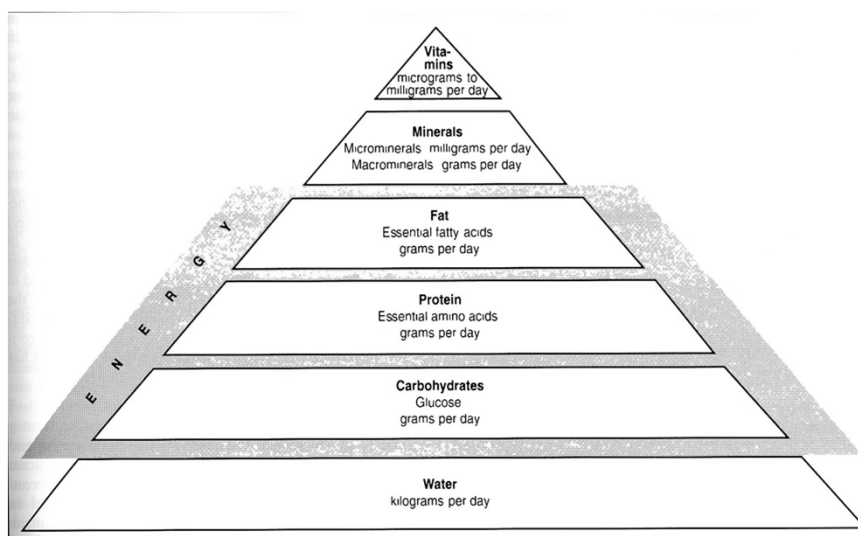 Vita-
mins
micrograms to
milligrams per day
Minerals
Microminerals milligrams per day
Macrominerals grams per day
ENERGY
Fat
Essential fatty acids
grams per day
Protein
Essential amino acids
grams per day
Carbohydrates
Glucose
grams per day
Water
kilograms per day